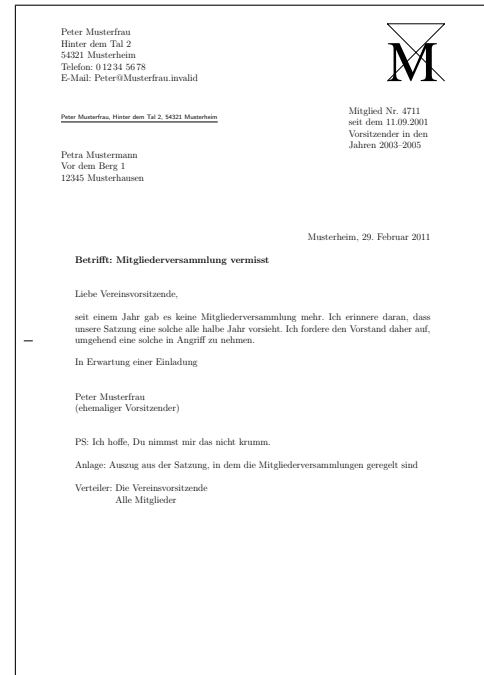 Peter Musterfrau
Hinter dem Tal 2
54321 Musterheim
Telefon: 0 12 34 56 78
E-Mail: Peter@Musterfrau.invalid
M
Peter Musterfrau, Hinter dem Tal 2, 54321 Musterheim
Mitglied Nr. 4711
seit dem 11.09.2001
Vorsitzender in den
Jahren 2003–2005
Petra Mustermann
Vor dem Berg 1
12345 Musterhausen
Musterheim, 29. Februar 2011
Betrifft: Mitgliederversammlung vermisst
Liebe Vereinsvorsitzende,
seit einem Jahr gab es keine Mitgliederversammlung mehr. Ich erinnere daran, dass
unsere Satzung eine solche alle halbe Jahr vorsieht. Ich fordere den Vorstand daher auf,
umgehend eine solche in Angriff zu nehmen.
In Erwartung einer Einladung
Peter Musterfrau
(ehemaliger Vorsitzender)
PS: Ich hoffe, Du nimmst mir das nicht krumm.
Anlage: Auszug aus der Satzung, in dem die Mitgliederversammlungen geregelt sind
Verteiler: Die Vereinsvorsitzende
Alle Mitglieder